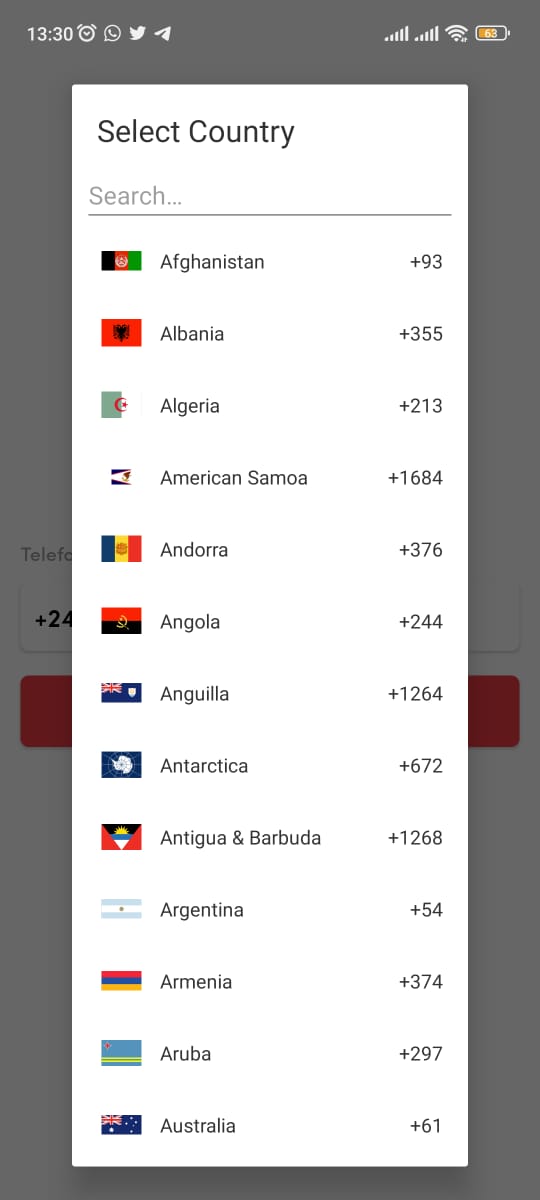 13:30
63
Select Country
Search...
Afghanistan +93
Albania +355
Algeria +213
American Samoa +1684
Andorra +376
Telefo
Angola +244
+24
Anguilla +1264
Antarctica +672
Antigua & Barbuda +1268
Argentina +54
Armenia +374
Aruba +297
Australia +61